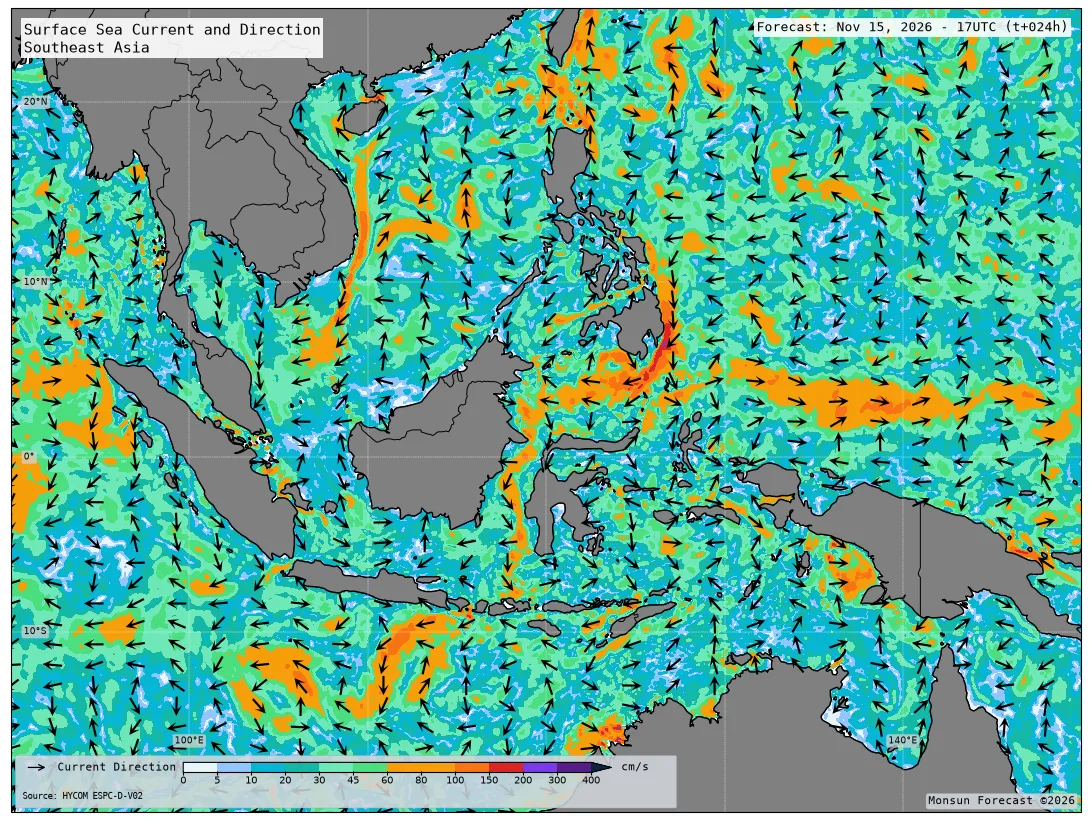 Surface Sea Current and Direction
Southeast Asia
Forecast: Nov 15, 2026 - 17UTC (t+024h)
20°N
10°N
0°
10°S
100°E
140°E
Current Direction
0 5 10 20 30 45 60 80 100 150 200 300 400
cm/s
Source: HYCOM ESPC-D-V02
Monsun Forecast ©2026